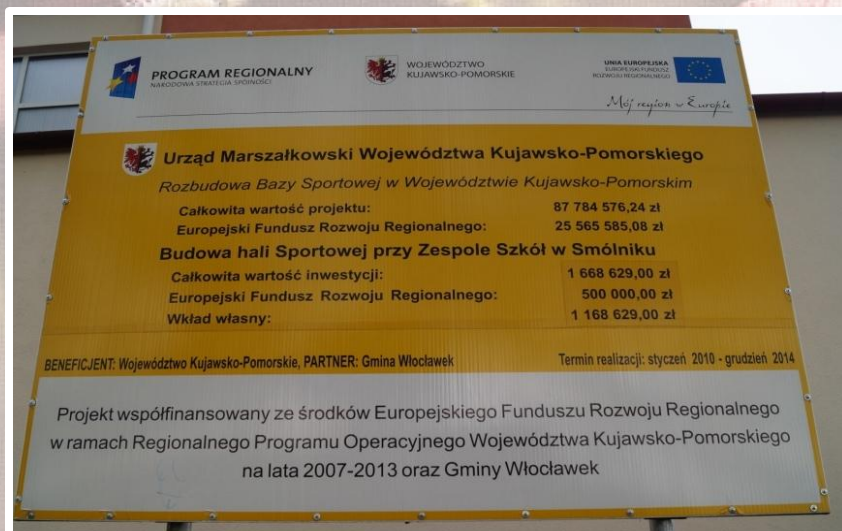 PROGRAM REGIONALNY
NARODOWA STRATEGIA SPÓJNOŚCI
WOJEWÓDZTWO
KUJAWSKO-POMORSKIE
UNIA EUROPEJSKA
EUROPEJSKI FUNDUSZ
ROZWOJU REGIONALNEGO
Mój region w Europie
Urząd Marszałkowski Województwa Kujawsko-Pomorskiego
Rozbudowa Bazy Sportowej w Województwie Kujawsko-Pomorskim
Całkowita wartość projektu: 87 784 576,24 zł
Europejski Fundusz Rozwoju Regionalnego: 25 565 585,08 zł
Budowa hali Sportowej przy Zespole Szkół w Smólniku
Całkowita wartość inwestycji: 1 668 629,00 zł
Europejski Fundusz Rozwoju Regionalnego: 500 000,00 zł
Wkład własny: 1 168 629,00 zł
BENEFICJENT: Województwo Kujawsko-Pomorskie, PARTNER: Gmina Włocławek Termin realizacji: styczeń 2010 - grudzień 2014
Projekt współfinansowany ze środków Europejskiego Funduszu Rozwoju Regionalnego
w ramach Regionalnego Programu Operacyjnego Województwa Kujawsko-Pomorskiego
na lata 2007-2013 oraz Gminy Włocławek